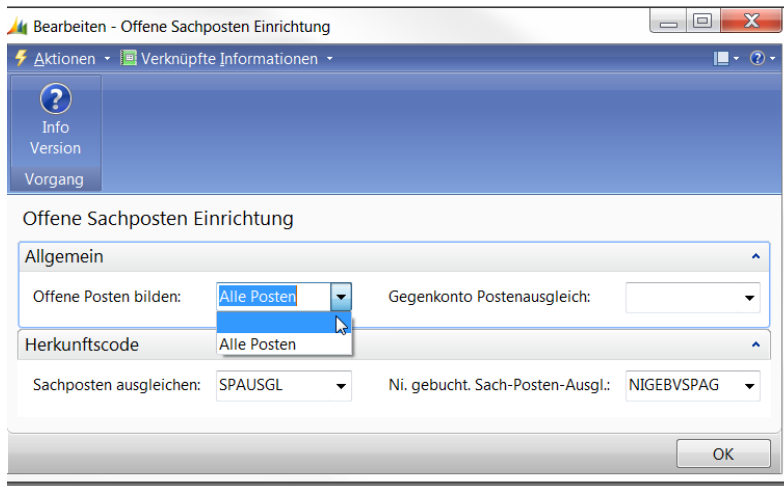 Bearbeiten - Offene Sachposten Einrichtung
Aktionen Verknüpfte Informationen
Info
Version
Vorgang
Offene Sachposten Einrichtung
Allgemein
Offene Posten bilden: Alle Posten Gegenkonto Postenausgleich:
Alle Posten
Herkunftscode
Sachposten ausgleichen: SPAUSGL Ni. gebucht. Sach-Posten-Ausgl.: NIGEBVSPAG
OK